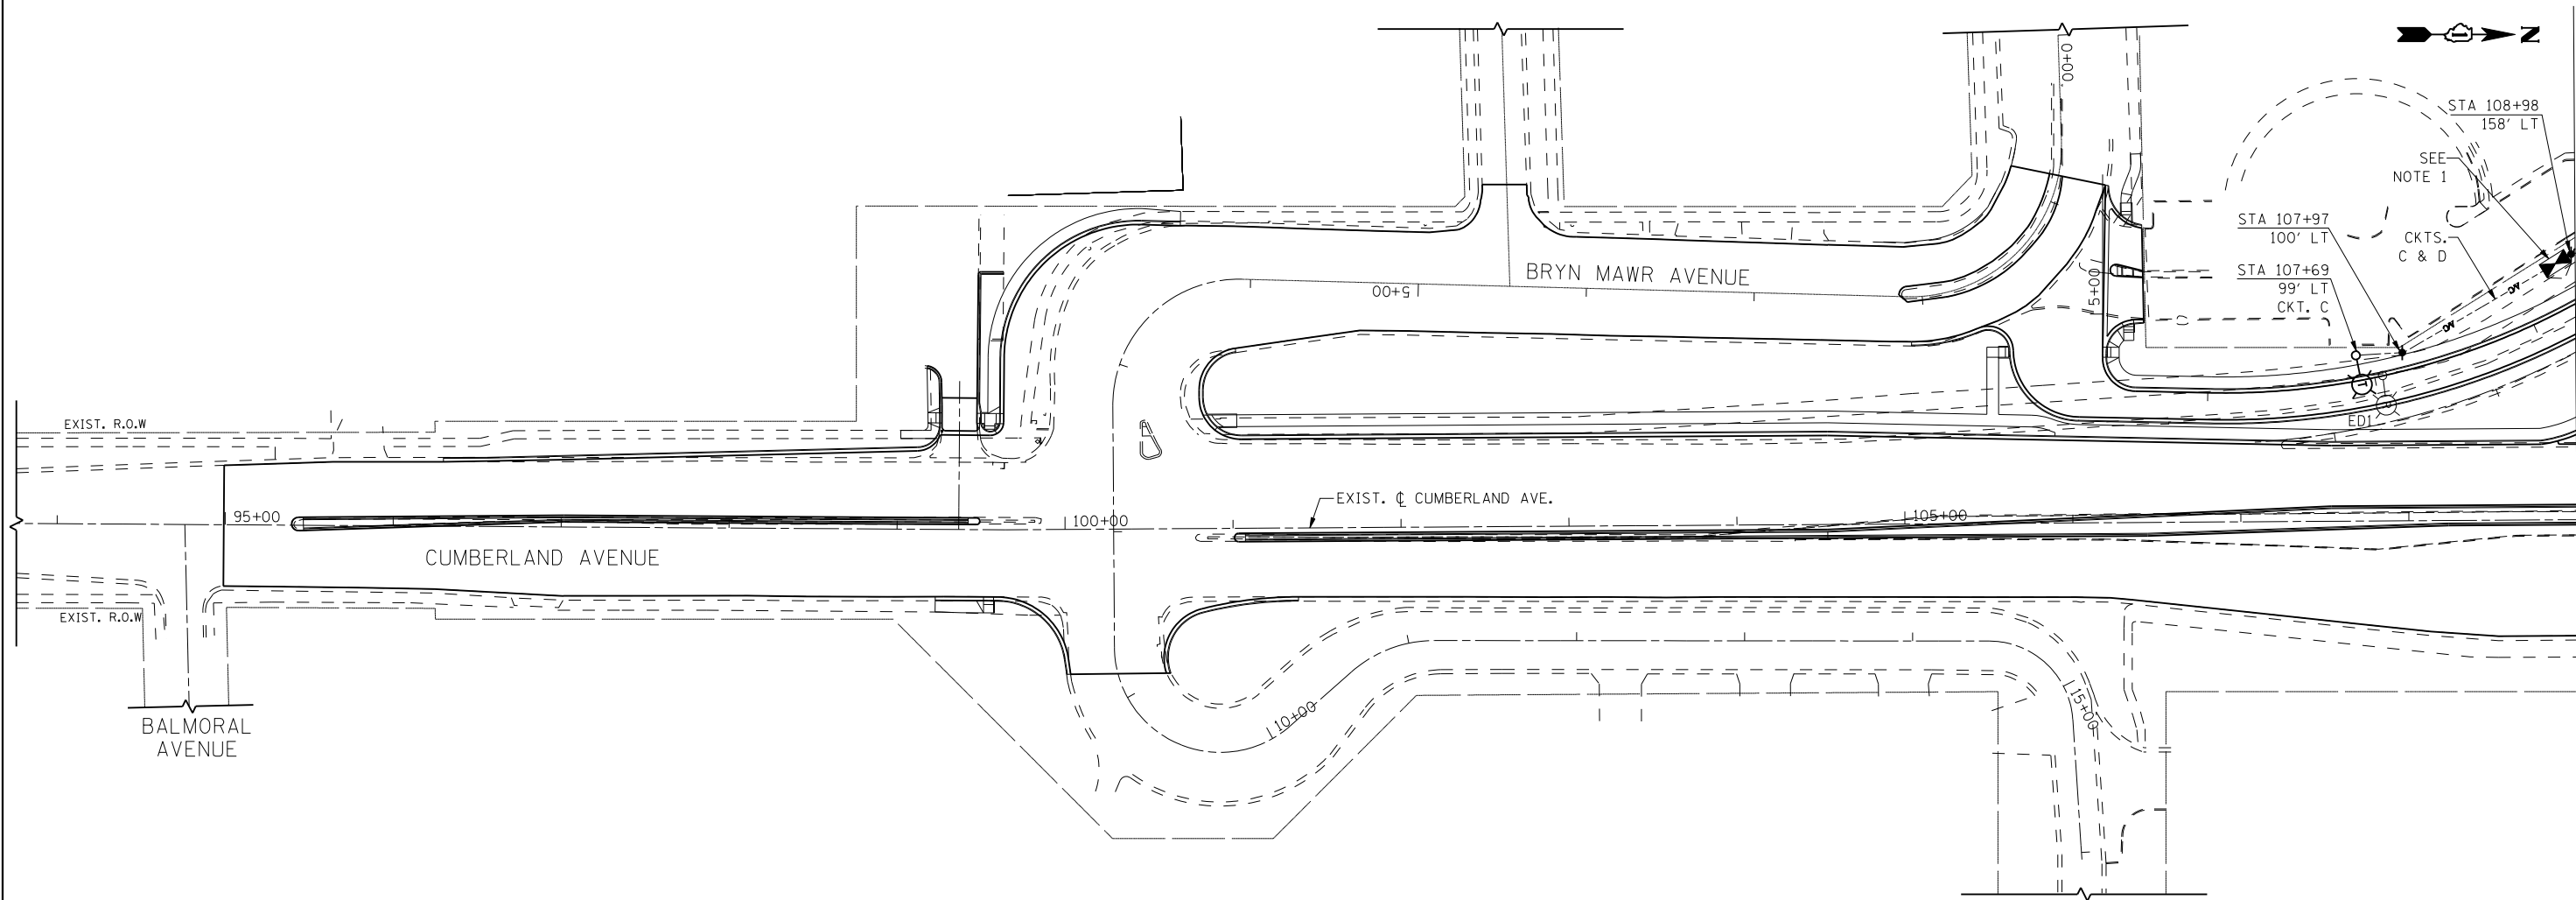 0+00
N
STA 108+98
158' LT
SEE
NOTE 1
STA 107+97
100' LT
CKTS.
C & D
STA 107+69
99' LT
CKT. C
BRYN MAWR AVENUE
5+00
5+00
AC
AC
ED1
EXIST. R.O.W
EXIST. ℄ CUMBERLAND AVE.
95+00
100+00
105+00
CUMBERLAND AVENUE
EXIST. R.O.W
10+00
15+00
BALMORAL
AVENUE